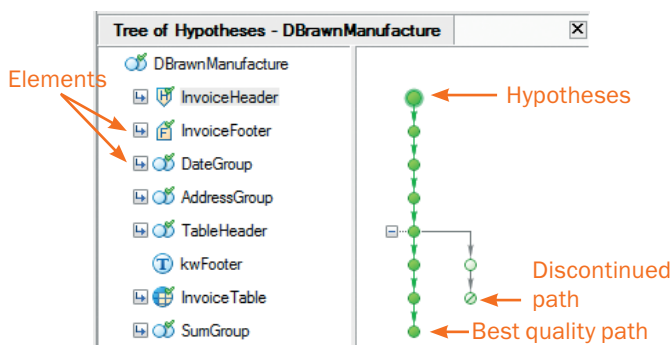 Tree of Hypotheses - DBrawnManufacture
DBrawnManufacture
Elements
InvoiceHeader
Hypotheses
InvoiceFooter
DateGroup
AddressGroup
TableHeader
kwFooter
Discontinued
path
InvoiceTable
SumGroup
Best quality path